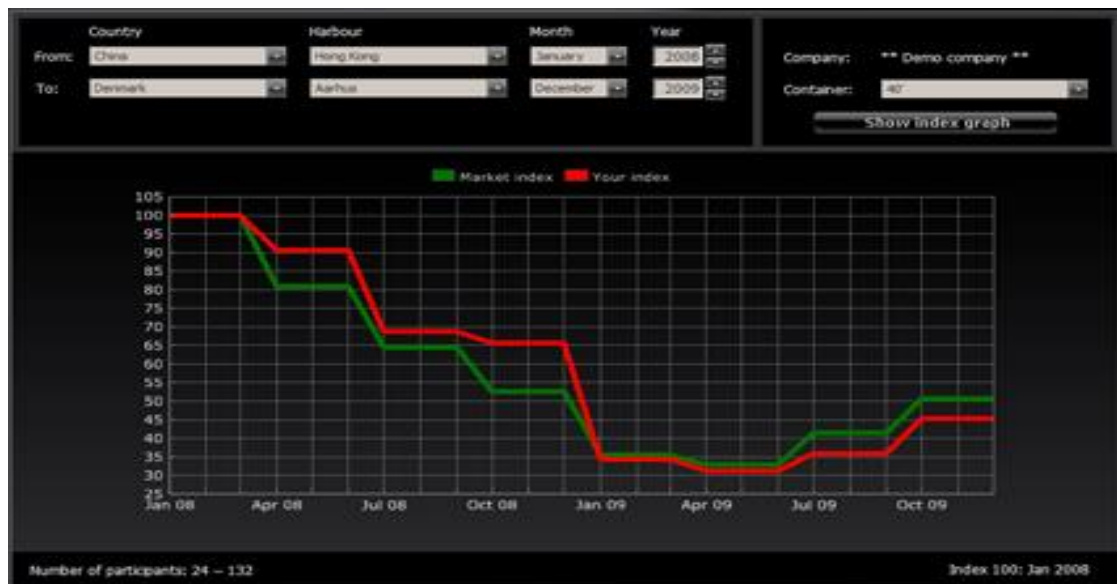 Country Harbour Month Year
From: China Hong Kong January 2008
To: Denmark Aarhus December 2009
Company: ** Demo company **
Container: 40'
Show index graph
Market index Your index
105
100
95
90
85
80
75
70
65
60
55
50
45
40
35
30
25
Jan 08 Apr 08 Jul 08 Oct 08 Jan 09 Apr 09 Jul 09 Oct 09
Number of participants: 24 – 132
Index 100: Jan 2008